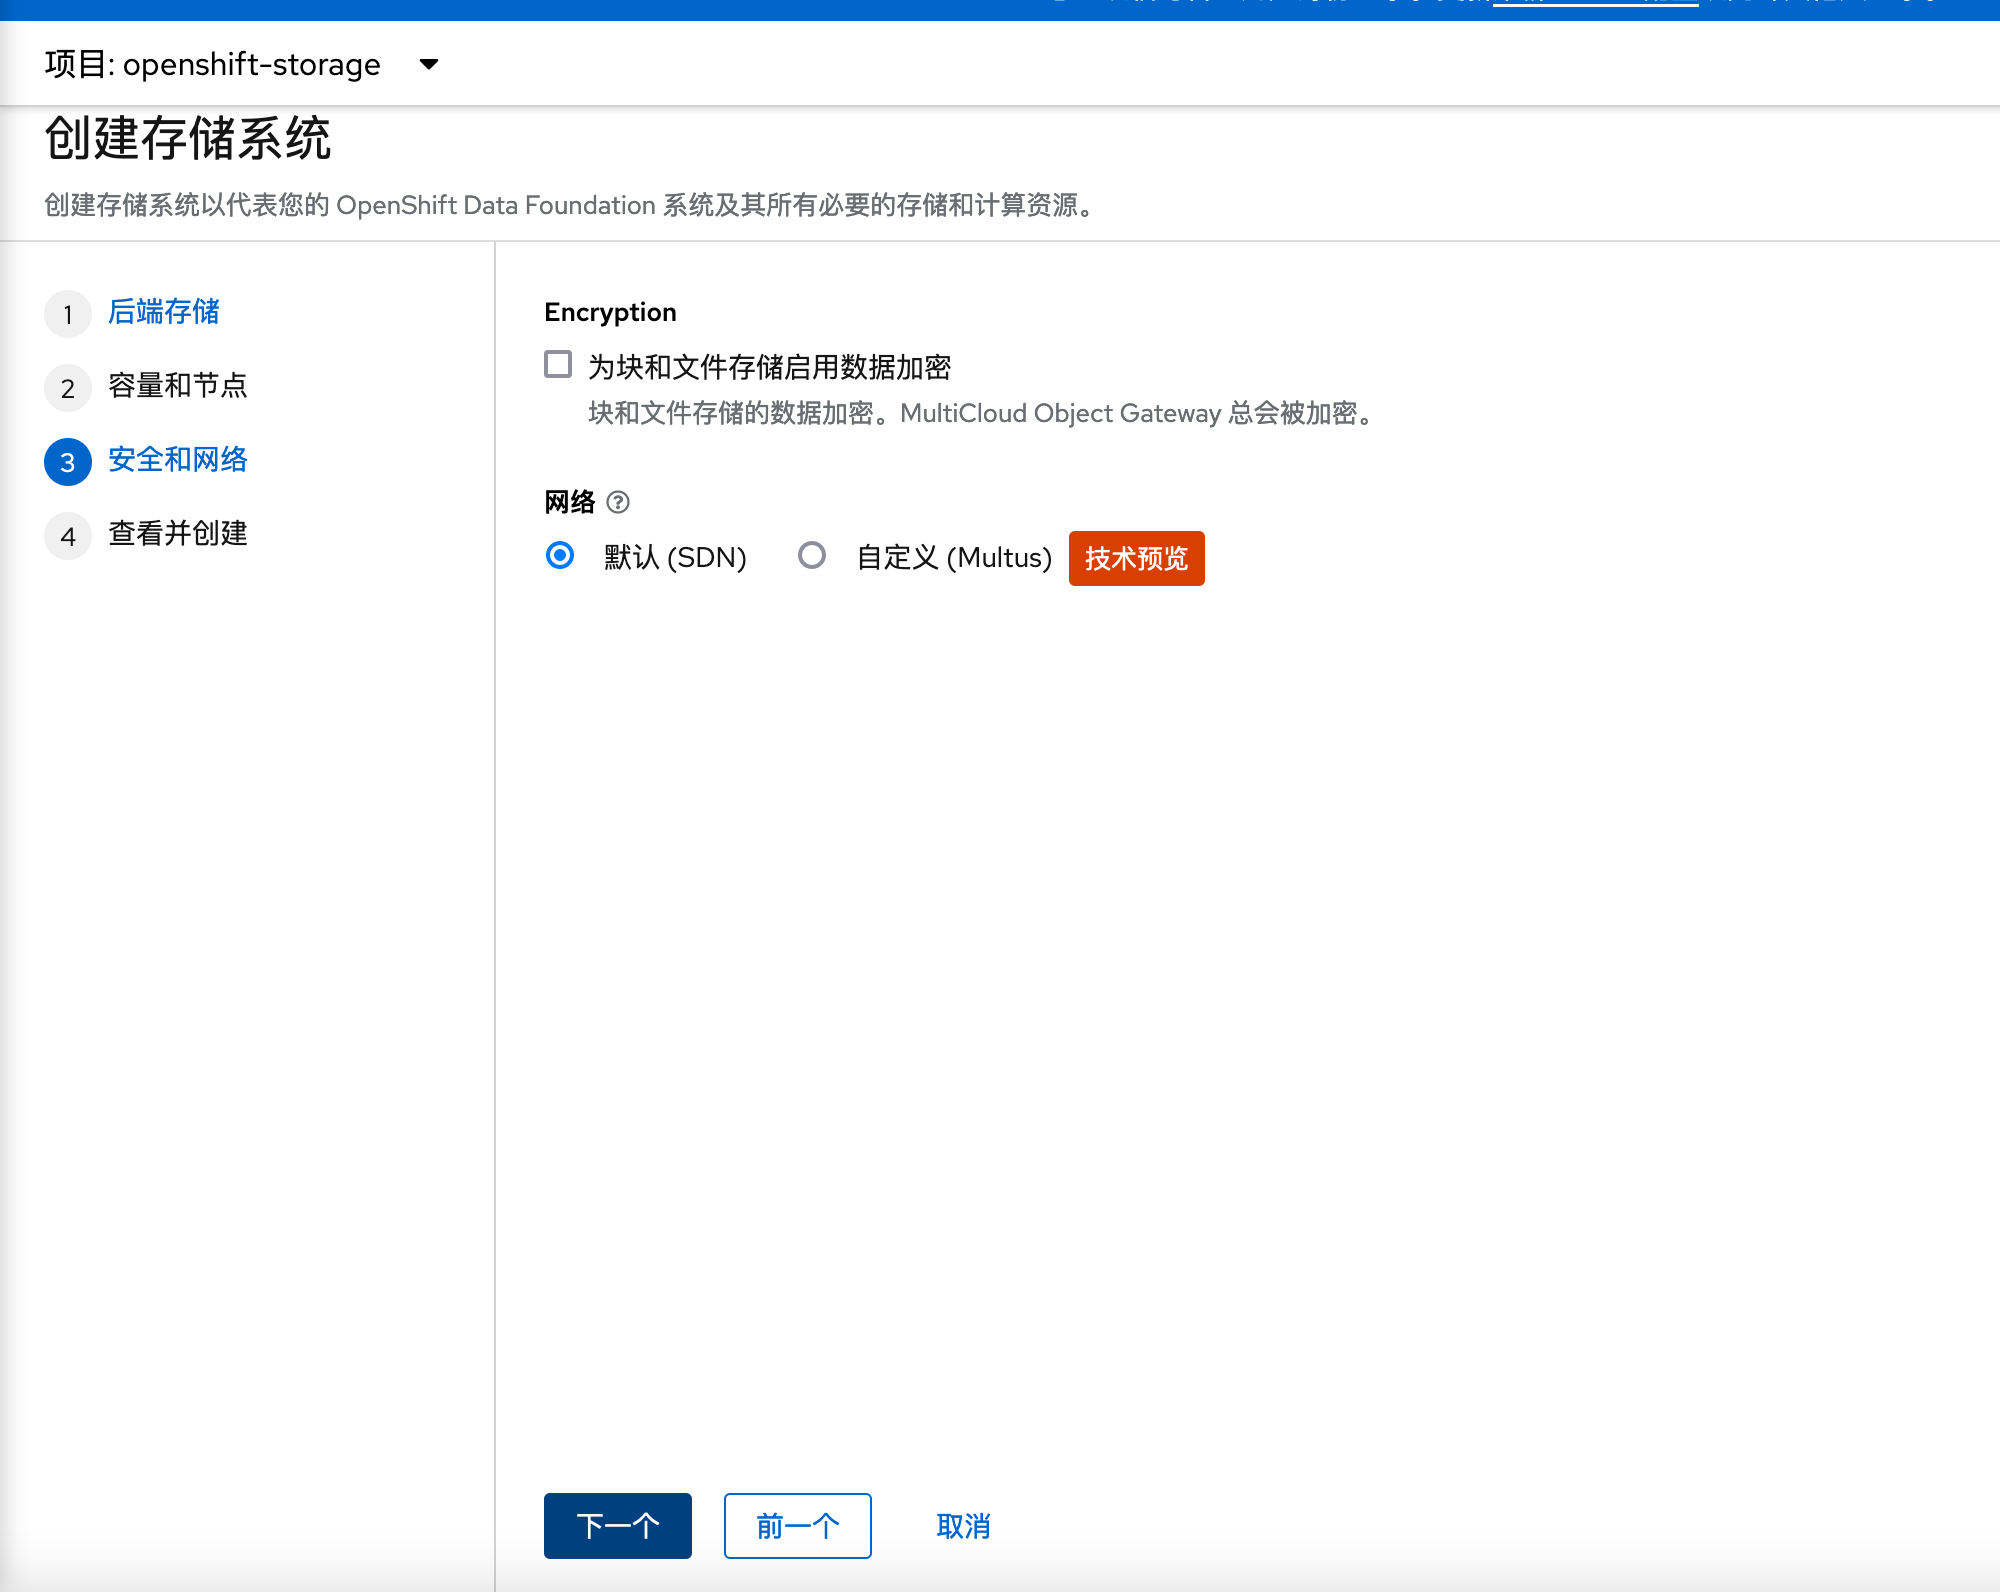 项目: openshift-storage
创建存储系统
创建存储系统以代表您的 OpenShift Data Foundation 系统及其所有必要的存储和计算资源。
1 后端存储
2 容量和节点
3 安全和网络
4 查看并创建
Encryption
为块和文件存储启用数据加密
块和文件存储的数据加密。MultiCloud Object Gateway 总会被加密。
网络
默认 (SDN) 自定义 (Multus) 技术预览
下一个 前一个 取消